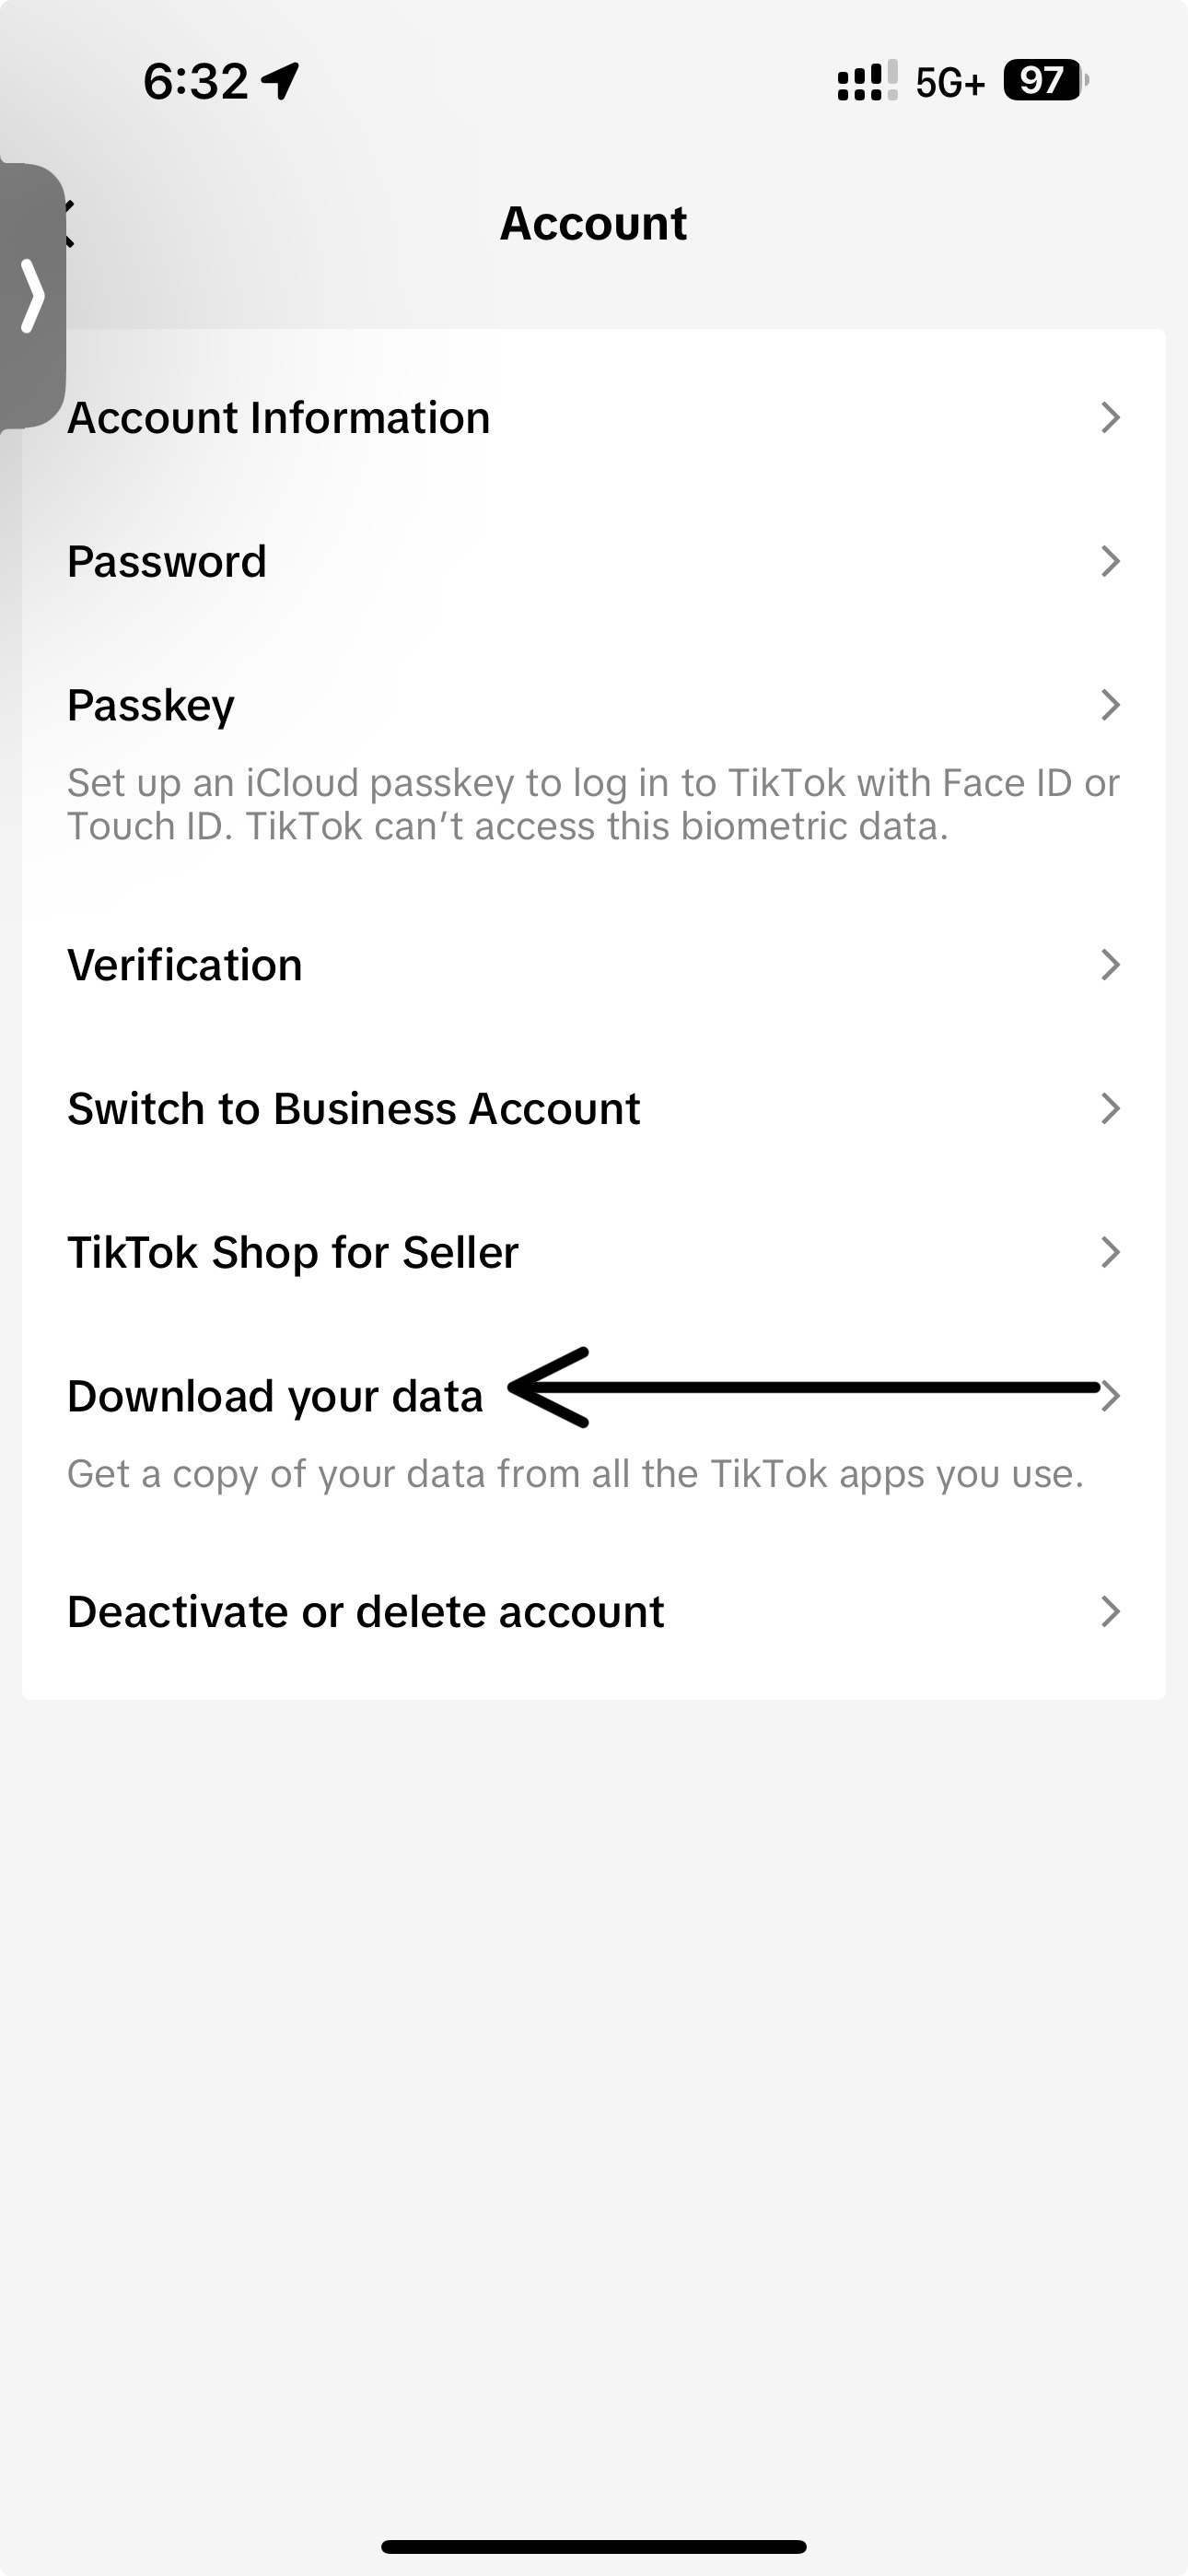 6:32 5G+ 97
Account
Account Information
Password
Passkey
Set up an iCloud passkey to log in to TikTok with Face ID or
Touch ID. TikTok can’t access this biometric data.
Verification
Switch to Business Account
TikTok Shop for Seller
Download your data
Get a copy of your data from all the TikTok apps you use.
Deactivate or delete account